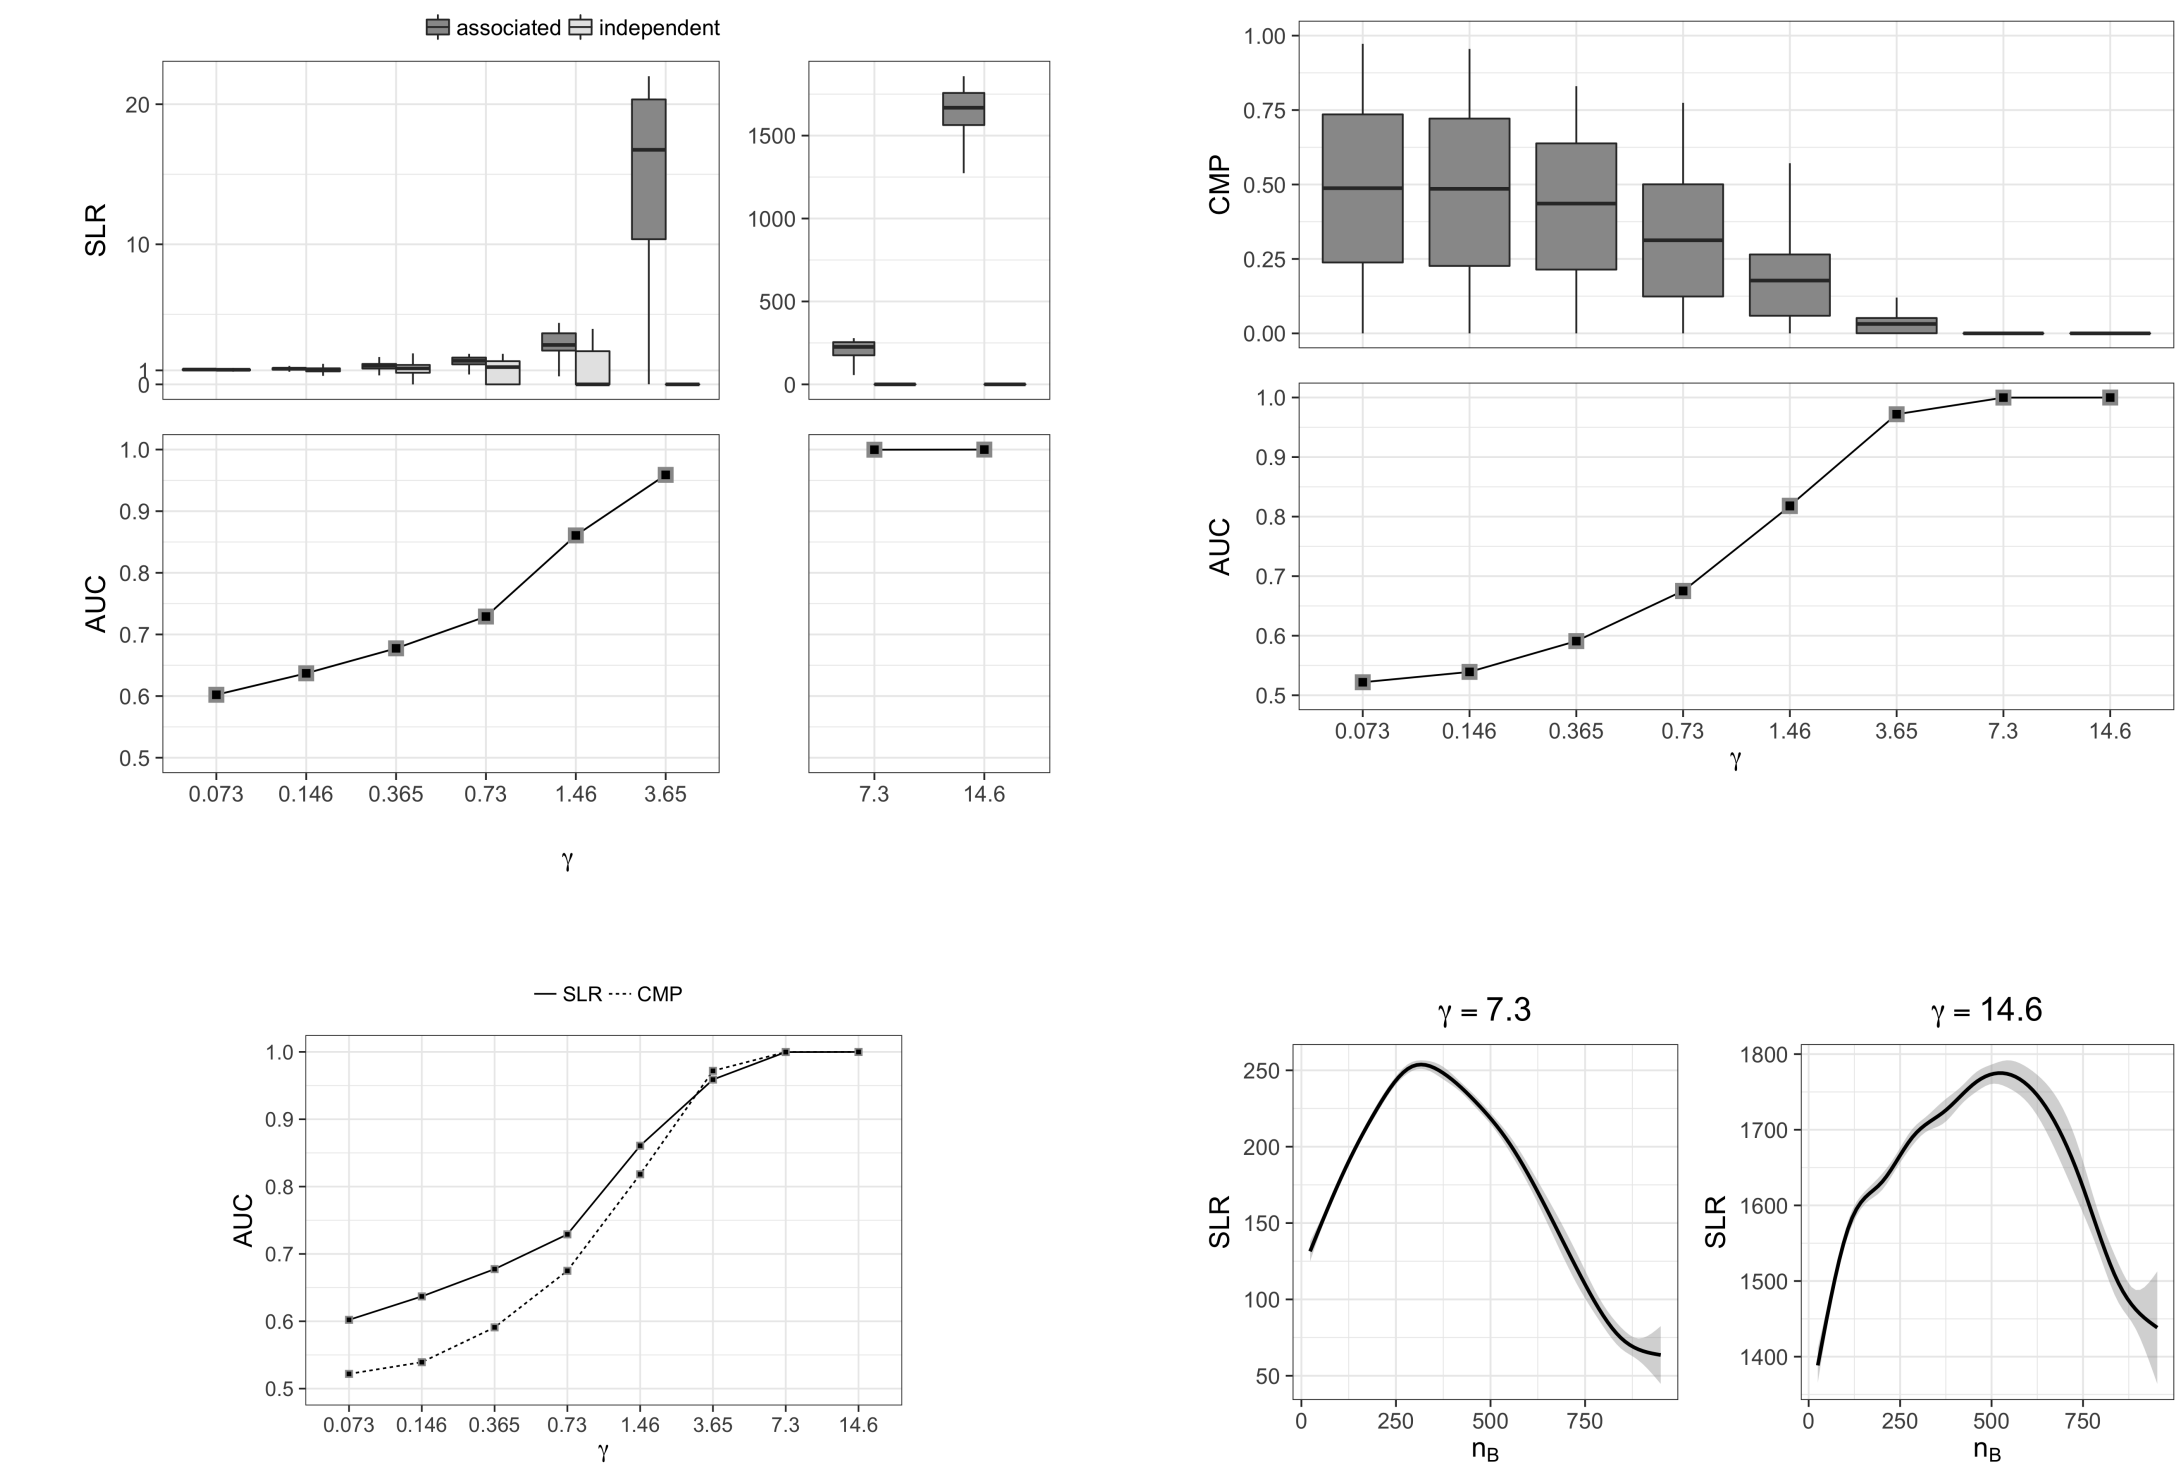 associated independent
SLR
20
10
1
0
1500
1000
500
0
AUC
1.0
0.9
0.8
0.7
0.6
0.5
0.073 0.146 0.365 0.73 1.46 3.65
7.3 14.6
γ
CMP
1.00
0.75
0.50
0.25
0.00
AUC
1.0
0.9
0.8
0.7
0.6
0.5
0.073 0.146 0.365 0.73 1.46 3.65 7.3 14.6
γ
SLR CMP
AUC
1.0
0.9
0.8
0.7
0.6
0.5
0.073 0.146 0.365 0.73 1.46 3.65 7.3 14.6
γ
γ = 7.3
SLR
250
200
150
100
50
0 250 500 750
nB
γ = 14.6
SLR
1800
1700
1600
1500
1400
0 250 500 750
nB